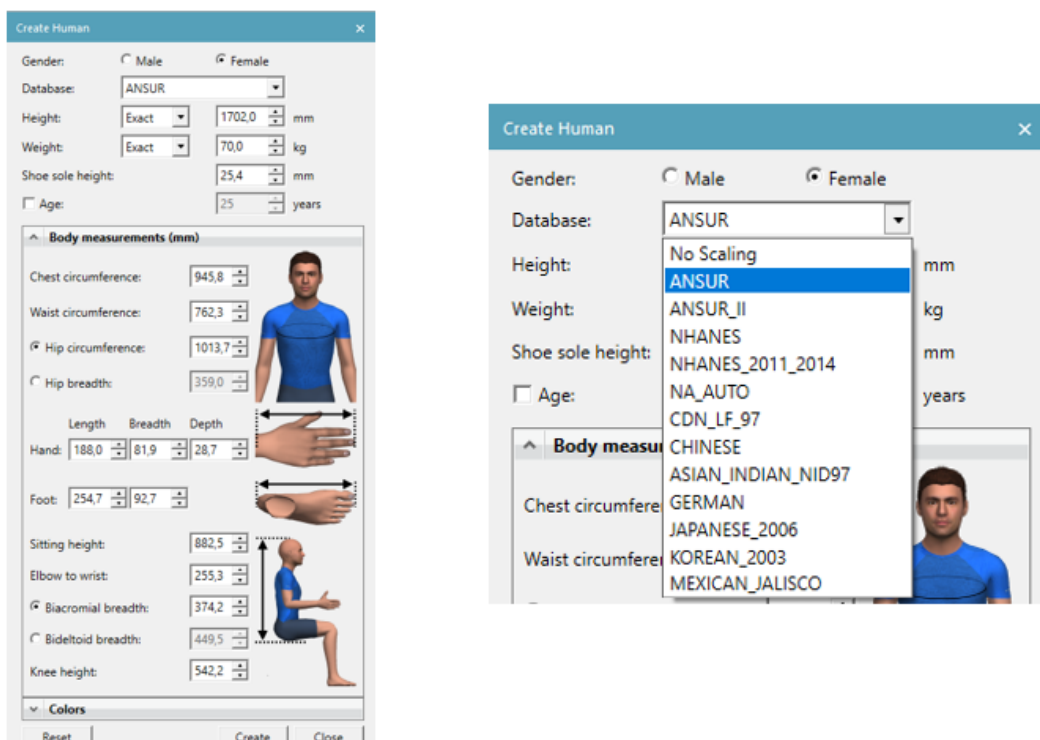 Create Human ×
Gender: Male Female
Database: ANSUR
Height: Exact 1702,0 mm
Weight: Exact 70,0 kg
Shoe sole height: 25,4 mm
Age: 25 years
Body measurements (mm)
Chest circumference: 945,8
Waist circumference: 762,3
Hip circumference: 1013,7
Hip breadth: 359,0
Length Breadth Depth
Hand: 188,0 81,9 28,7
Foot: 254,7 92,7
Sitting height: 882,5
Elbow to wrist: 255,3
Biacromial breadth: 374,2
Bideltoid breadth: 449,5
Knee height: 542,2
Colors
Reset Create Close
Create Human ×
Gender: Male Female
Database: ANSUR
No Scaling
Height: mm
ANSUR
Weight: ANSUR_II kg
NHANES
Shoe sole height: NHANES_2011_2014 mm
Age: NA_AUTO years
CDN_LF_97
Body measu CHINESE
ASIAN_INDIAN_NID97
Chest circumfere GERMAN
JAPANESE_2006
Waist circumfere KOREAN_2003
MEXICAN_JALISCO